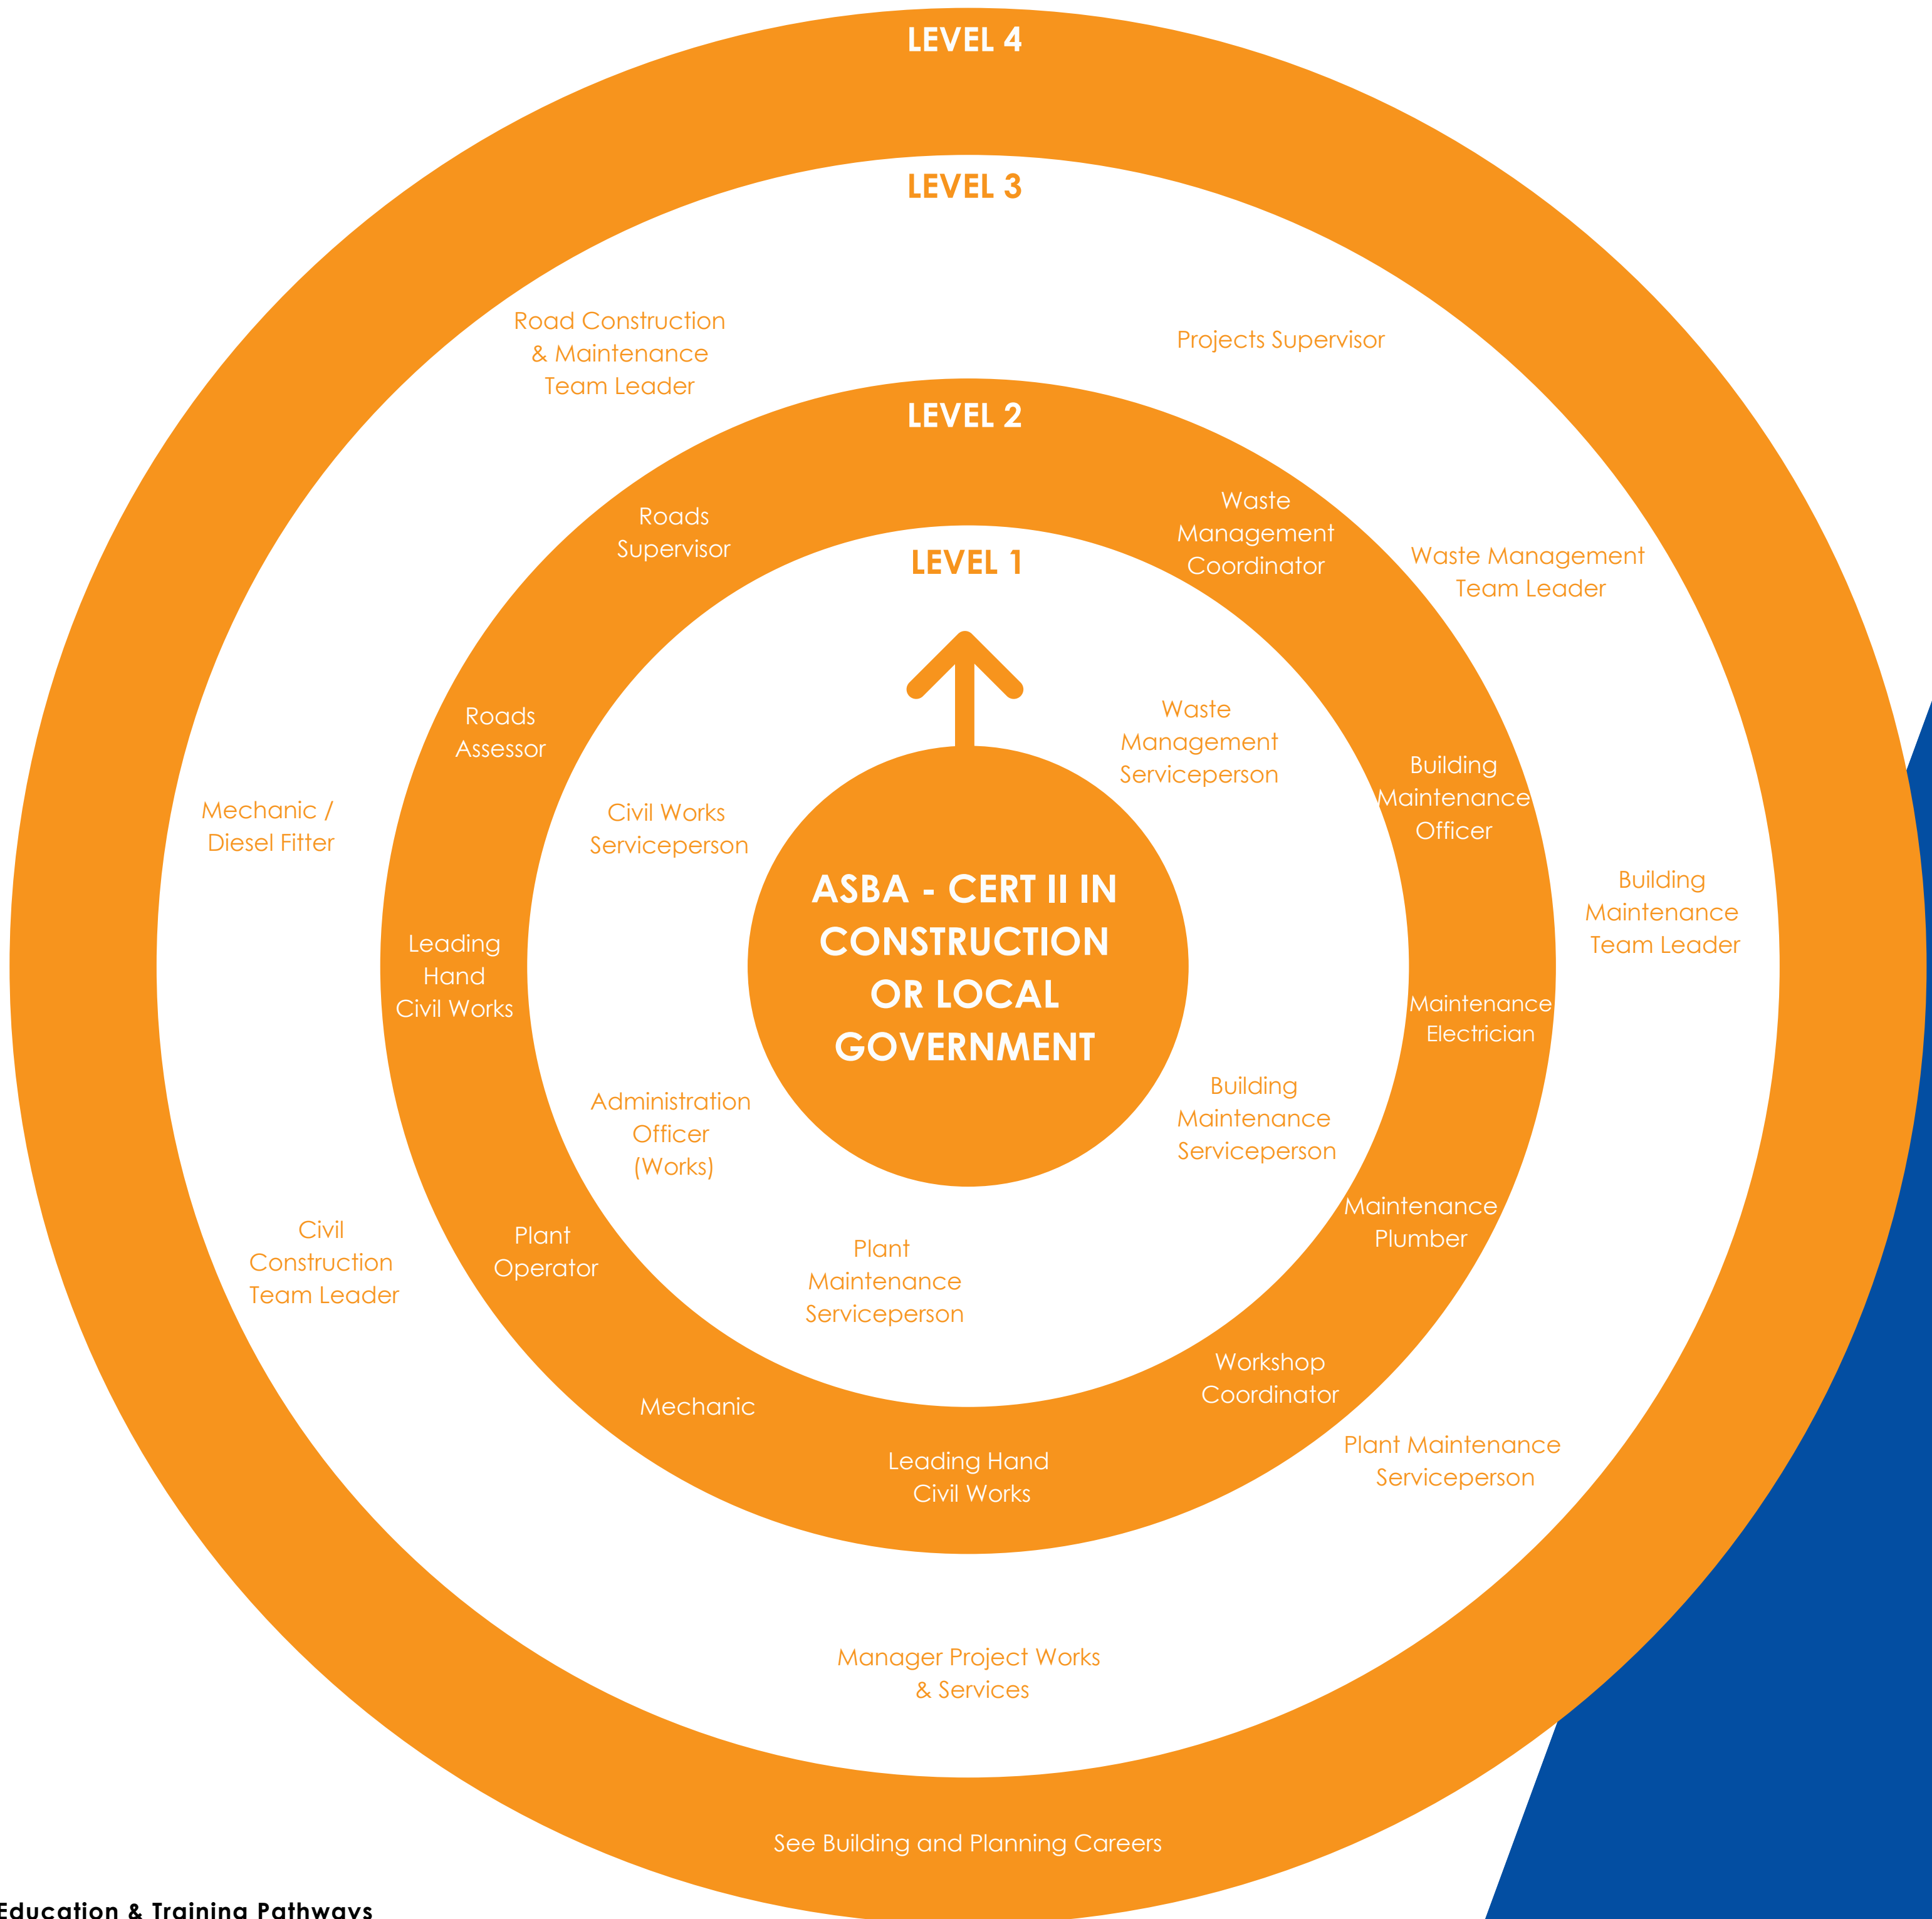 LEVEL 4
LEVEL 3
Road Construction
& Maintenance
Team Leader
Projects Supervisor
LEVEL 2
Roads
Supervisor
Waste
Management
Coordinator
Waste Management
Team Leader
LEVEL 1
Roads
Assessor
Waste
Management
Serviceperson
Building
Maintenance
Officer
Mechanic /
Diesel Fitter
Civil Works
Serviceperson
ASBA - CERT II IN
CONSTRUCTION
OR LOCAL
GOVERNMENT
Building
Maintenance
Team Leader
Leading
Hand
Civil Works
Maintenance
Electrician
Administration
Officer
(Works)
Building
Maintenance
Serviceperson
Civil
Construction
Team Leader
Plant
Operator
Plant
Maintenance
Serviceperson
Maintenance
Plumber
Mechanic
Workshop
Coordinator
Leading Hand
Civil Works
Plant Maintenance
Serviceperson
Manager Project Works
& Services
See Building and Planning Careers
Education & Training Pathways